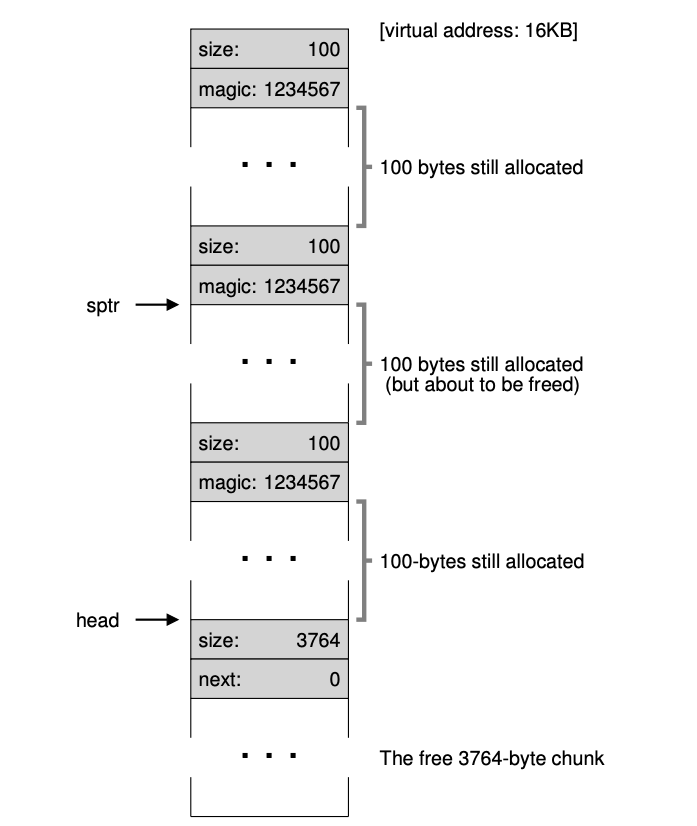 [virtual address: 16KB]
size: 100
magic: 1234567
. . .
100 bytes still allocated
size: 100
magic: 1234567
sptr
. . .
100 bytes still allocated
(but about to be freed)
size: 100
magic: 1234567
. . .
100-bytes still allocated
head
size: 3764
next: 0
. . .
The free 3764-byte chunk